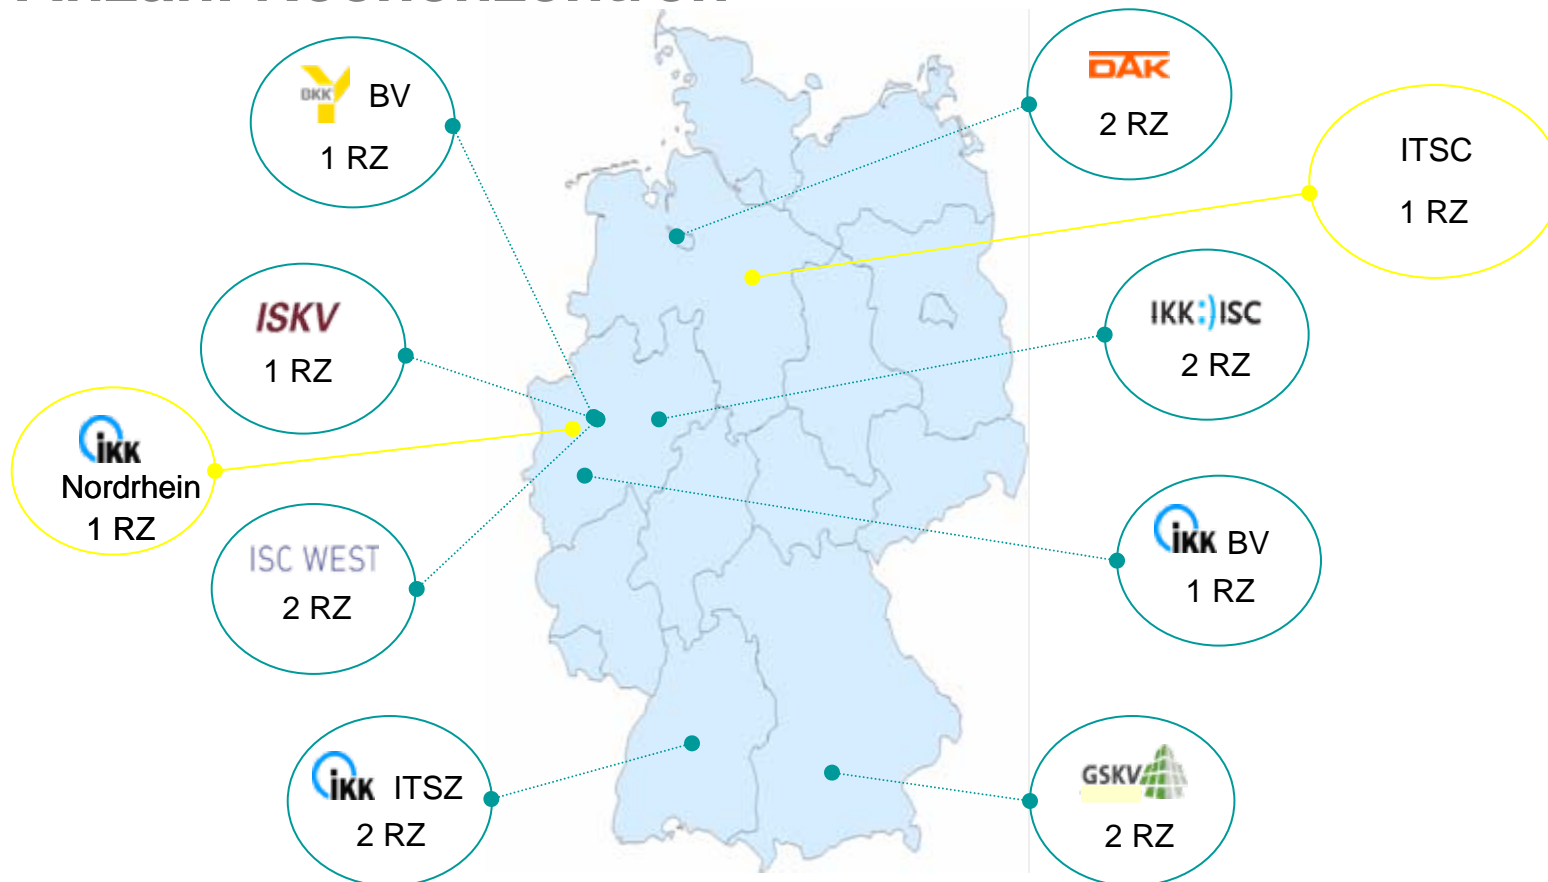 BKK BV
1 RZ
DAK
2 RZ
ITSC
1 RZ
ISKV
1 RZ
IKK:)ISC
2 RZ
iKK
Nordrhein
1 RZ
ISC WEST
2 RZ
iKK BV
1 RZ
iKK ITSZ
2 RZ
GSKV
2 RZ